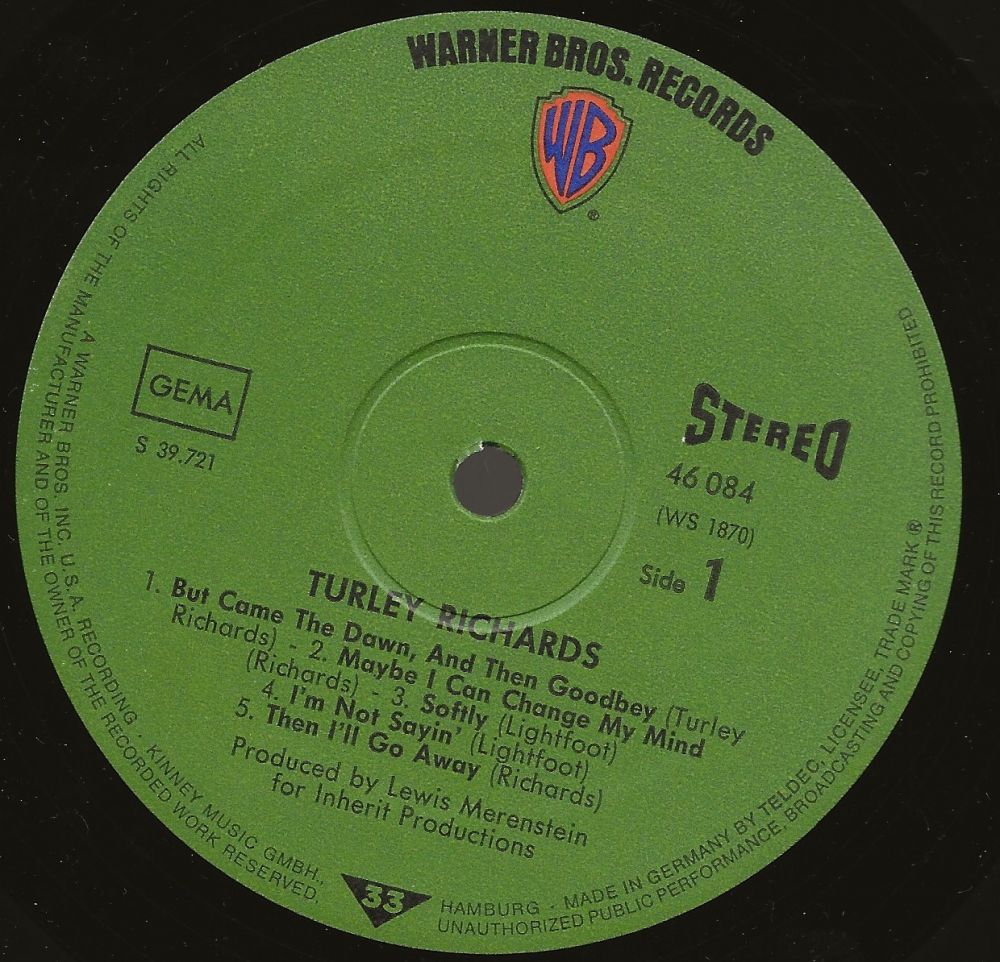 WARNER BROS. RECORDS
WB
®
GEMA
S 39.721
STEREO
46 084
(WS 1870)
Side 1
TURLEY RICHARDS
1. But Came The Dawn, And Then Goodbey (Turley
Richards) - 2. Maybe I Can Change My Mind
(Richards) - 3. Softly (Lightfoot)
4. I'm Not Sayin' (Lightfoot)
5. Then I'll Go Away (Richards)
Produced by Lewis Merenstein
for Inherit Productions
33
A WARNER BROS. INC. U.S.A. RECORDING · KINNEY MUSIC GMBH., HAMBURG · MADE IN GERMANY BY TELDEC, LICENSEE, TRADE MARK ®
ALL RIGHTS OF THE MANUFACTURER AND OF THE OWNER OF THE RECORDED WORK RESERVED, UNAUTHORIZED PUBLIC PERFORMANCE, BROADCASTING AND COPYING OF THIS RECORD PROHIBITED